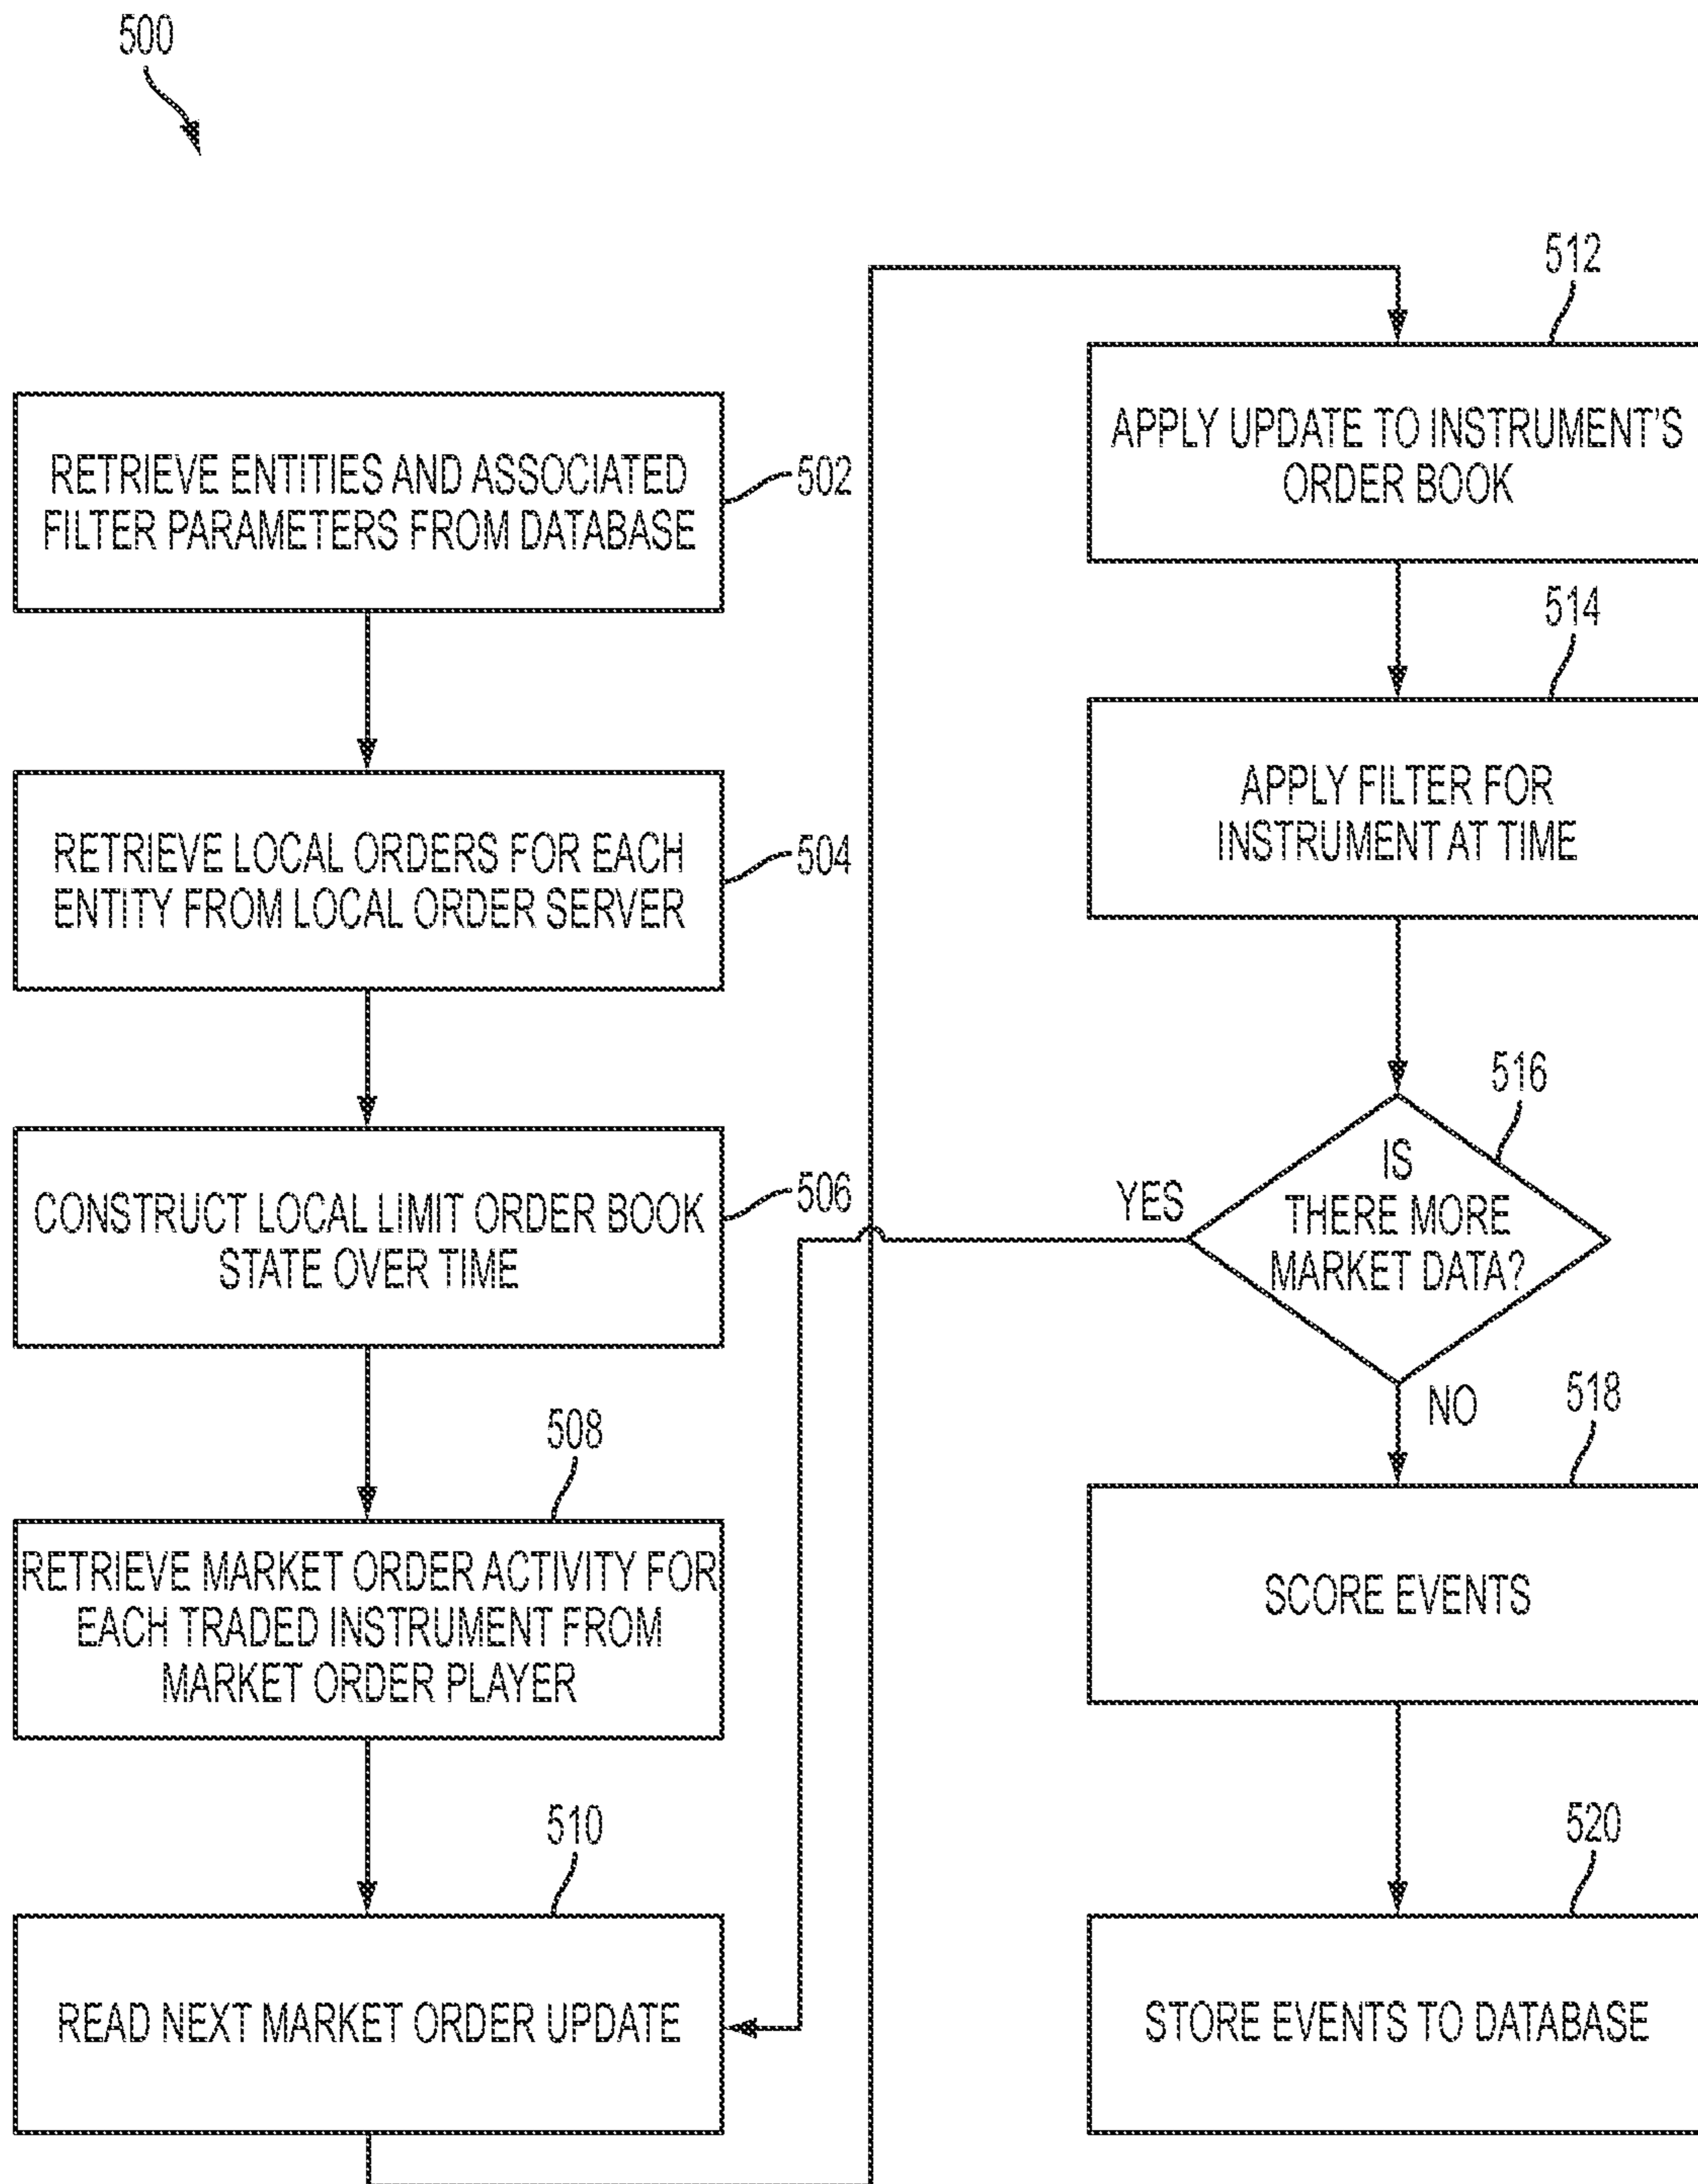 500
RETRIEVE ENTITIES AND ASSOCIATED
FILTER PARAMETERS FROM DATABASE
502
RETRIEVE LOCAL ORDERS FOR EACH
ENTITY FROM LOCAL ORDER SERVER
504
CONSTRUCT LOCAL LIMIT ORDER BOOK
STATE OVER TIME
506
508
RETRIEVE MARKET ORDER ACTIVITY FOR
EACH TRADED INSTRUMENT FROM
MARKET ORDER PLAYER
510
READ NEXT MARKET ORDER UPDATE
512
APPLY UPDATE TO INSTRUMENT'S
ORDER BOOK
514
APPLY FILTER FOR
INSTRUMENT AT TIME
516
IS
THERE MORE
MARKET DATA?
YES
NO
518
SCORE EVENTS
520
STORE EVENTS TO DATABASE